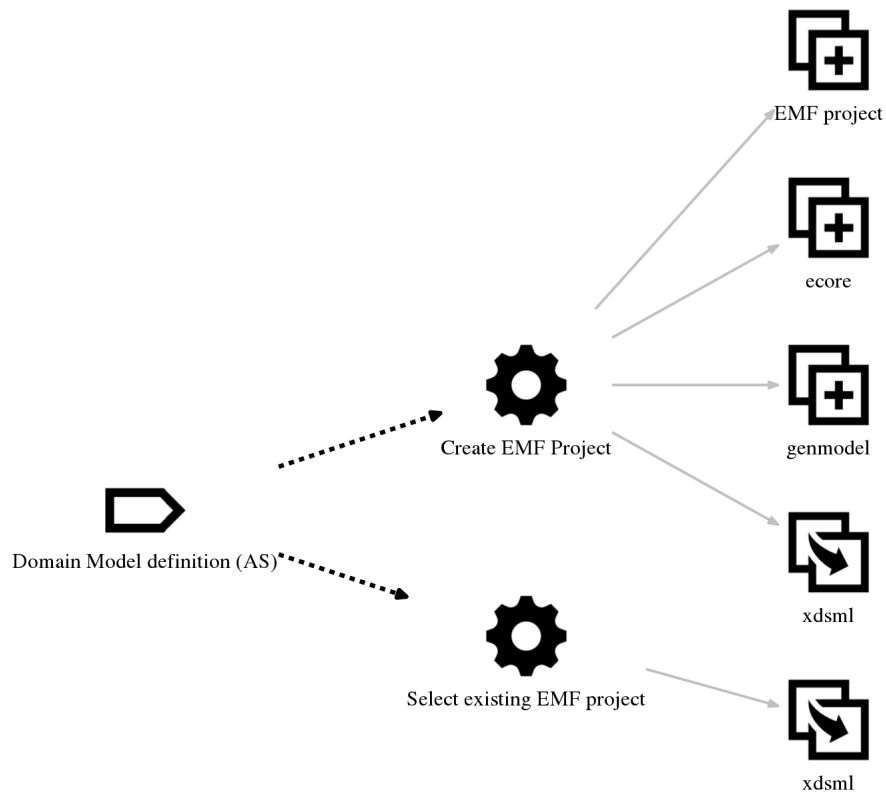 EMF project
ecore
Create EMF Project
genmodel
Domain Model definition (AS)
xdsml
Select existing EMF project
xdsml